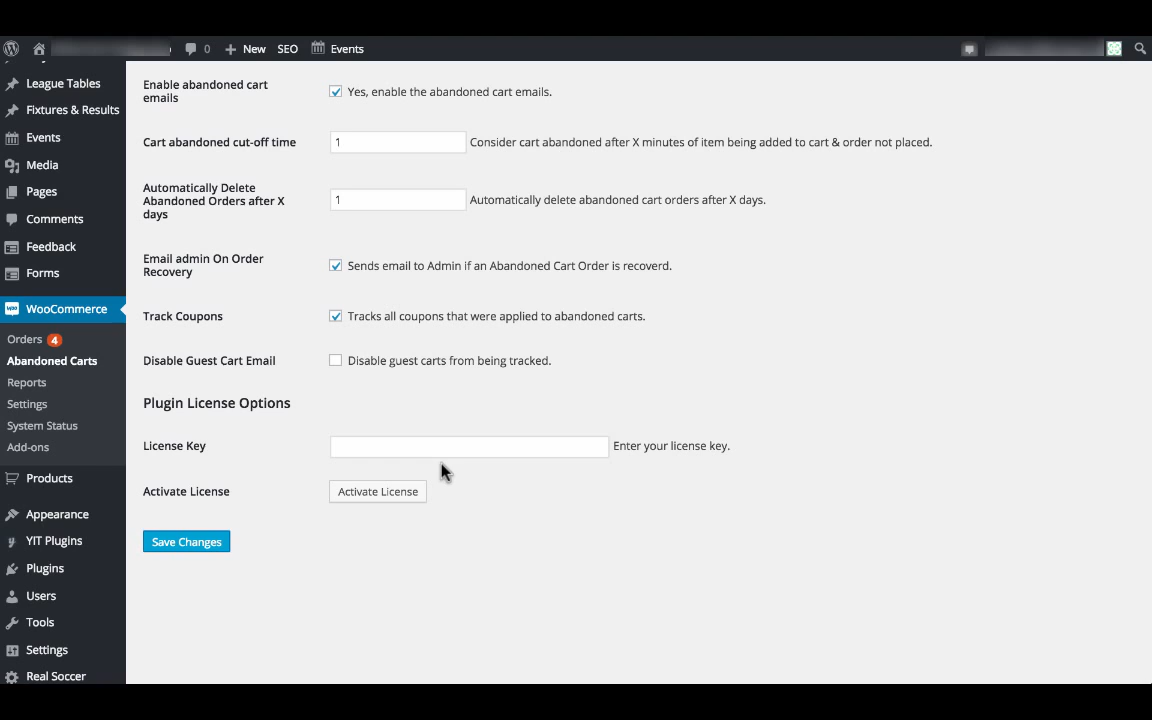 0 New SEO Events
League Tables
Fixtures & Results
Events
Media
Pages
Comments
Feedback
Forms
WooCommerce
Orders 4
Abandoned Carts
Reports
Settings
System Status
Add-ons
Products
Appearance
YIT Plugins
Plugins
Users
Tools
Settings
Real Soccer
Enable abandoned cart
emails
Yes, enable the abandoned cart emails.
Cart abandoned cut-off time
1 Consider cart abandoned after X minutes of item being added to cart & order not placed.
Automatically Delete
Abandoned Orders after X
days
1 Automatically delete abandoned cart orders after X days.
Email admin On Order
Recovery
Sends email to Admin if an Abandoned Cart Order is recoverd.
Track Coupons
Tracks all coupons that were applied to abandoned carts.
Disable Guest Cart Email
Disable guest carts from being tracked.
Plugin License Options
License Key
Enter your license key.
Activate License
Activate License
Save Changes